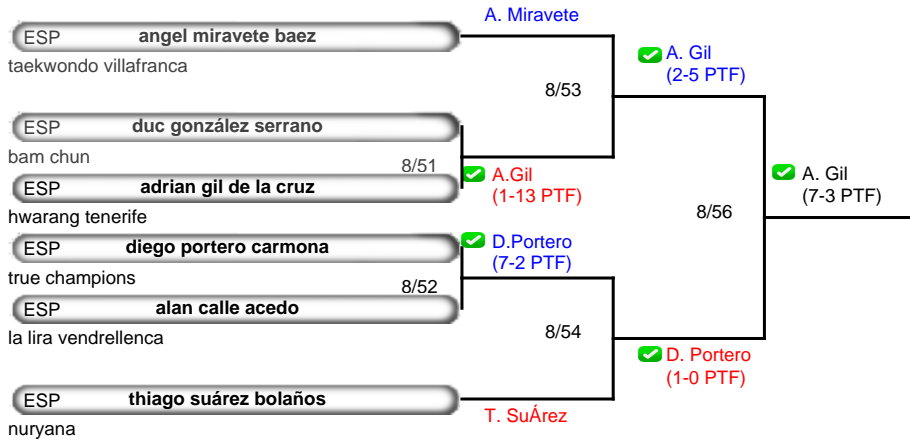 A. Miravete
ESP angel miravete baez
taekwondo villafranca
A. Gil
(2-5 PTF)
8/53
ESP duc gonzález serrano
bam chun
8/51
A.Gil
(1-13 PTF)
ESP adrian gil de la cruz
hwarang tenerife
A. Gil
(7-3 PTF)
8/56
ESP diego portero carmona
true champions
D.Portero
(7-2 PTF)
8/52
ESP alan calle acedo
la lira vendrellenca
8/54
D. Portero
(1-0 PTF)
ESP thiago suárez bolaños
nuryana
T. SuÁrez